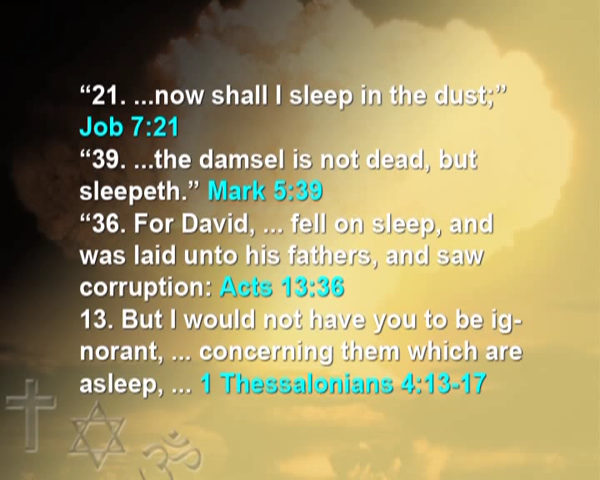 “21. ...now shall I sleep in the dust;”
Job 7:21
“39. ...the damsel is not dead, but
sleepeth.” Mark 5:39
“36. For David, ... fell on sleep, and
was laid unto his fathers, and saw
corruption: Acts 13:36
13. But I would not have you to be ig-
norant, ... concerning them which are
asleep, ... 1 Thessalonians 4:13-17
ॐ